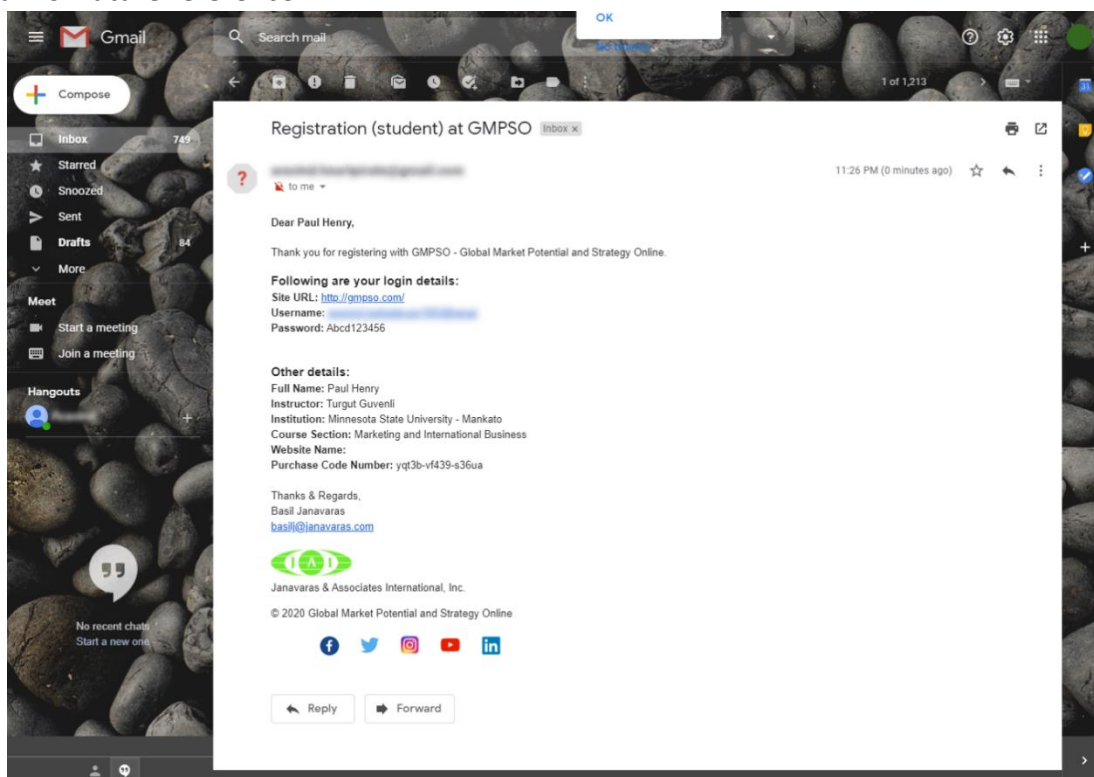 OK
Gmail
Search mail
Compose
1 of 1,213
31
Inbox 749
Starred
Snoozed
Sent
Drafts 84
More
Meet
Start a meeting
Join a meeting
Hangouts
No recent chats
Start a new one
Registration (student) at GMPSO Inbox x
11:26 PM (0 minutes ago)
to me
Dear Paul Henry,
Thank you for registering with GMPSO - Global Market Potential and Strategy Online.
Following are your login details:
Site URL: http://gmpso.com/
Username:
Password: Abcd123456
Other details:
Full Name: Paul Henry
Instructor: Turgut Guvenli
Institution: Minnesota State University - Mankato
Course Section: Marketing and International Business
Website Name:
Purchase Code Number: yqt3b-vf439-s36ua
Thanks & Regards,
Basil Janavaras
basilj@janavaras.com
IAI
Janavaras & Associates International, Inc.
© 2020 Global Market Potential and Strategy Online
Reply
Forward